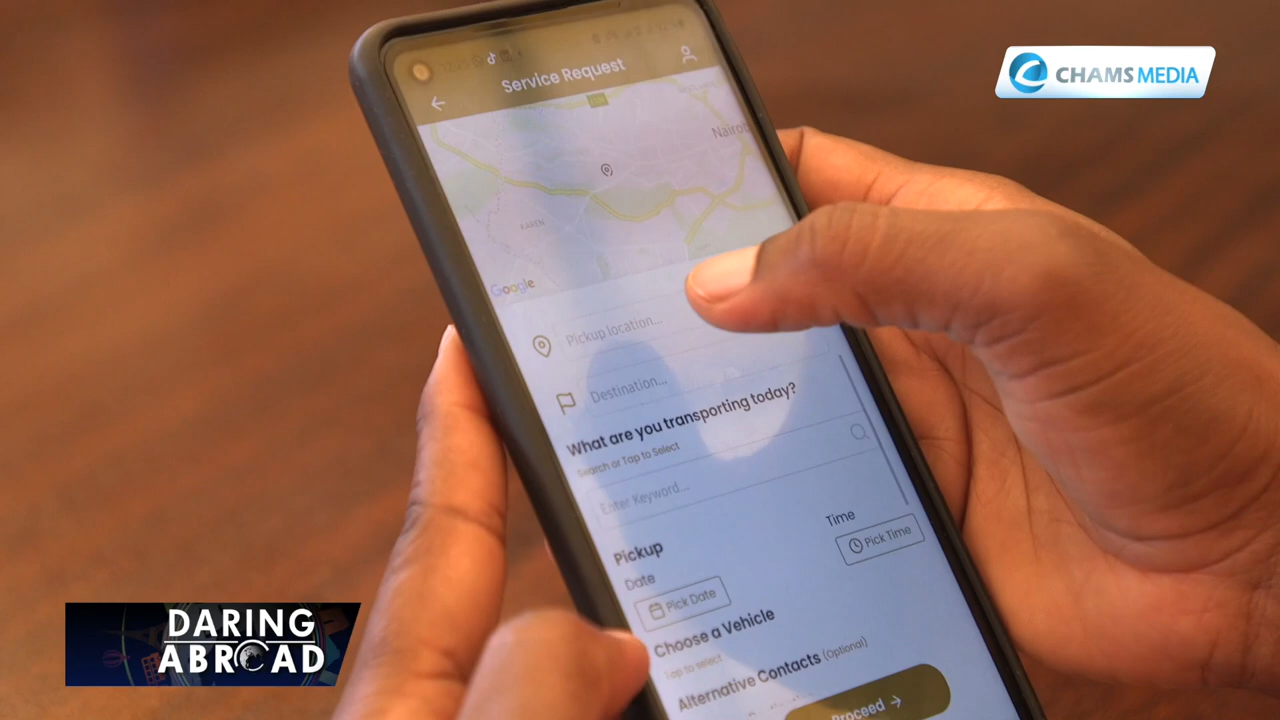 CHAMS MEDIA
Service Request
Nairob
KAREN
Google
Pickup location...
Destination...
What are you transporting today?
Search or Tap to Select
Enter Keyword...
Pickup
Time
Pick Time
Date
Pick Date
Choose a Vehicle
Tap to select
Alternative Contacts (Optional)
Proceed →
DARING
ABROAD